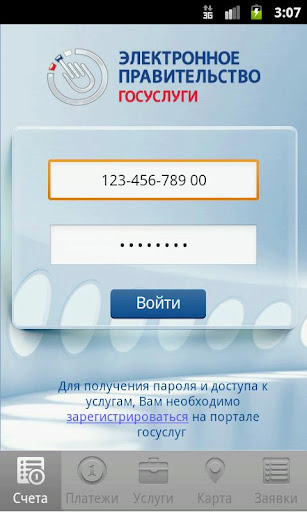 3G
3:07
ЭЛЕКТРОННОЕ
ПРАВИТЕЛЬСТВО
ГОСУСЛУГИ
123-456-789 00
••••••••
Войти
Для получения пароля и доступа к
услугам, Вам необходимо
зарегистрироваться на портале
госуслуг
Счета Платежи Услуги Карта Заявки